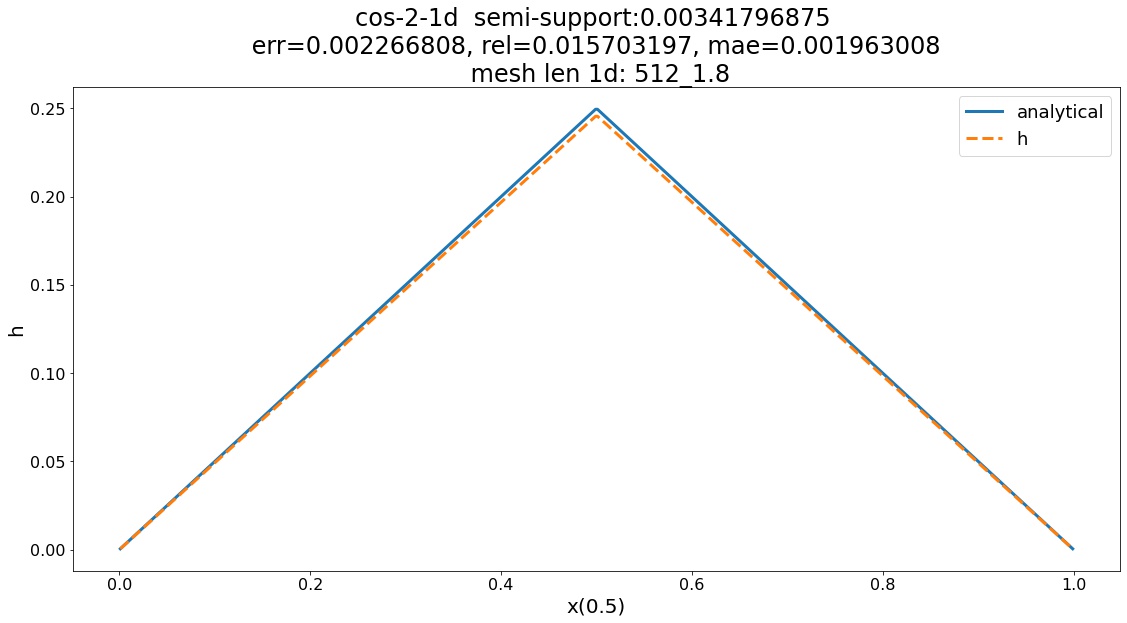 cos-2-1d  semi-support:0.00341796875
err=0.002266808, rel=0.015703197, mae=0.001963008
mesh len 1d: 512_1.8
analytical
h
0.25
0.20
0.15
0.10
0.05
0.00
h
0.0 0.2 0.4 0.6 0.8 1.0
x(0.5)